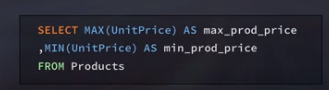 SELECT MAX(UnitPrice) AS max_prod_price
,MIN(UnitPrice) AS min_prod_price
FROM Products